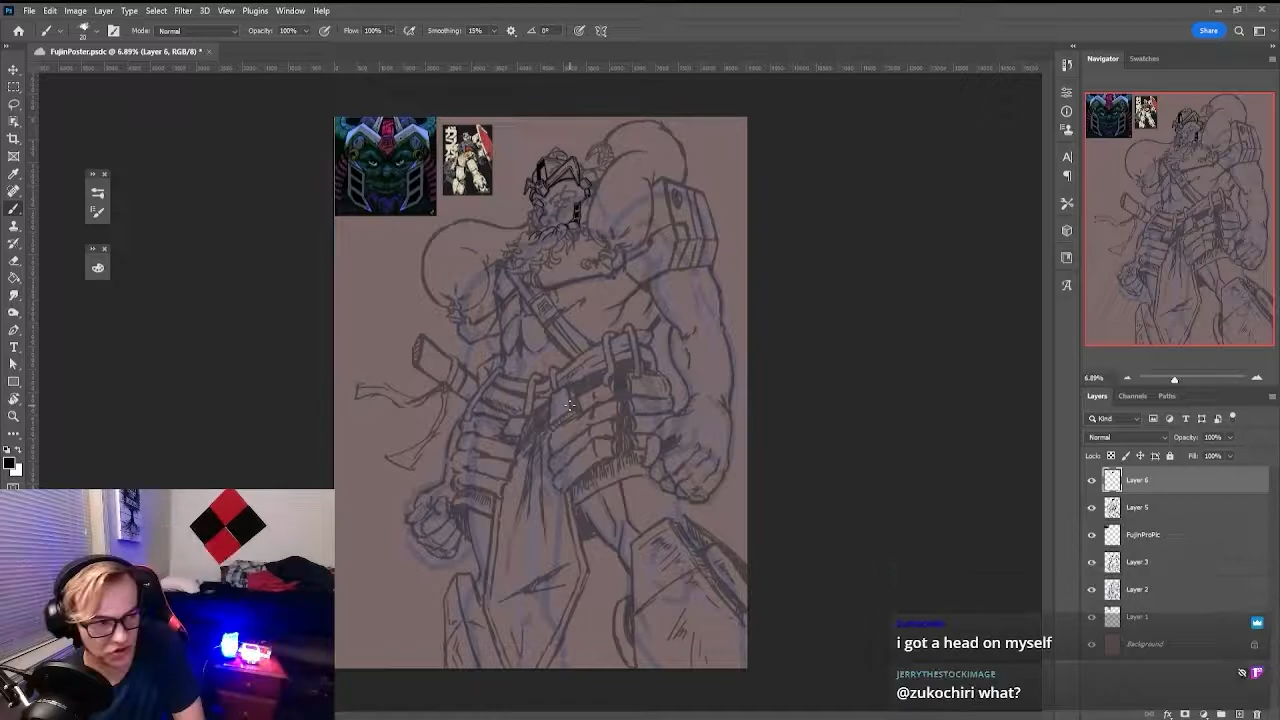 File Edit Image Layer Type Select Filter 3D View Plugins Window Help
Mode: Normal Opacity: 100% Flow: 100% Smoothing: 15% 0° Share
20
FujinPoster.psdc @ 6.89% (Layer 6, RGB/8) *
Navigator Swatches
6.89%
Layers Channels Paths
Kind
Normal Opacity: 100%
Lock: Fill: 100%
Layer 6
Layer 5
FujinProPic
Layer 3
Layer 2
Layer 1
Background
ZUKOCHIRI
i got a head on myself
JERRYTHESTOCKIMAGE
@zukochiri what?